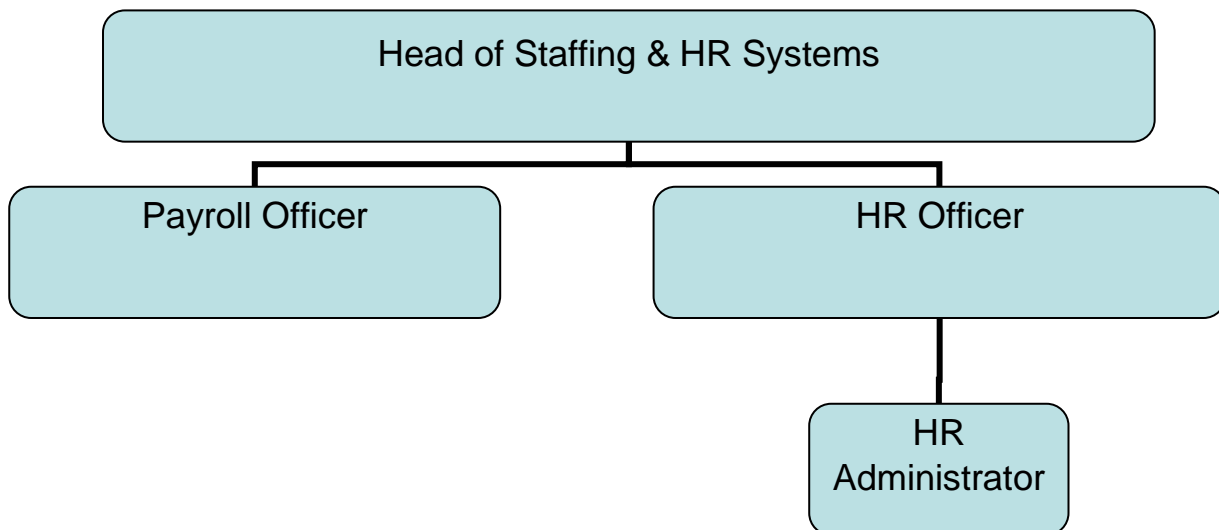 Head of Staffing & HR Systems
Payroll Officer
HR Officer
HR
Administrator